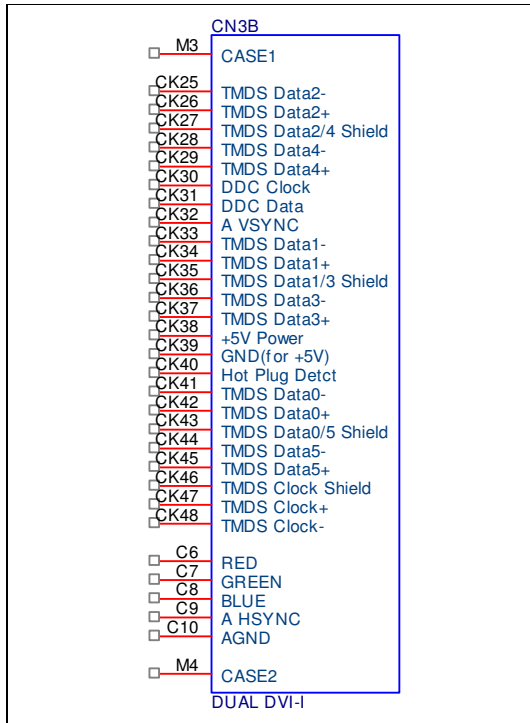 CN3B
M3 CASE1
CK25 TMDS Data2-
CK26 TMDS Data2+
CK27 TMDS Data2/4 Shield
CK28 TMDS Data4-
CK29 TMDS Data4+
CK30 DDC Clock
CK31 DDC Data
CK32 A VSYNC
CK33 TMDS Data1-
CK34 TMDS Data1+
CK35 TMDS Data1/3 Shield
CK36 TMDS Data3-
CK37 TMDS Data3+
CK38 +5V Power
CK39 GND(for +5V)
CK40 Hot Plug Detct
CK41 TMDS Data0-
CK42 TMDS Data0+
CK43 TMDS Data0/5 Shield
CK44 TMDS Data5-
CK45 TMDS Data5+
CK46 TMDS Clock Shield
CK47 TMDS Clock+
CK48 TMDS Clock-
C6 RED
C7 GREEN
C8 BLUE
C9 A HSYNC
C10 AGND
M4 CASE2
DUAL DVI-I